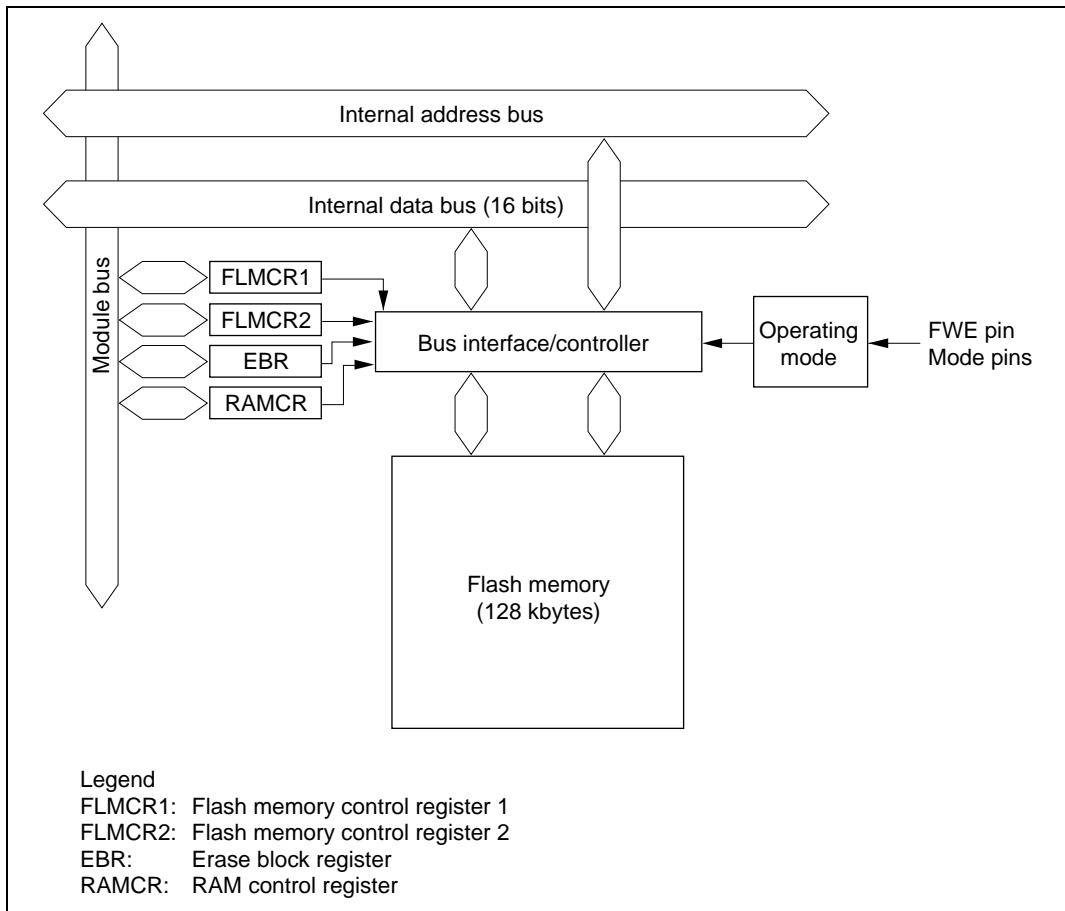 Internal address bus
Internal data bus (16 bits)
Module bus
FLMCR1
FLMCR2
EBR
RAMCR
Bus interface/controller
Operating
mode
FWE pin
Mode pins
Flash memory
(128 kbytes)
Legend
FLMCR1: Flash memory control register 1
FLMCR2: Flash memory control register 2
EBR: Erase block register
RAMCR: RAM control register